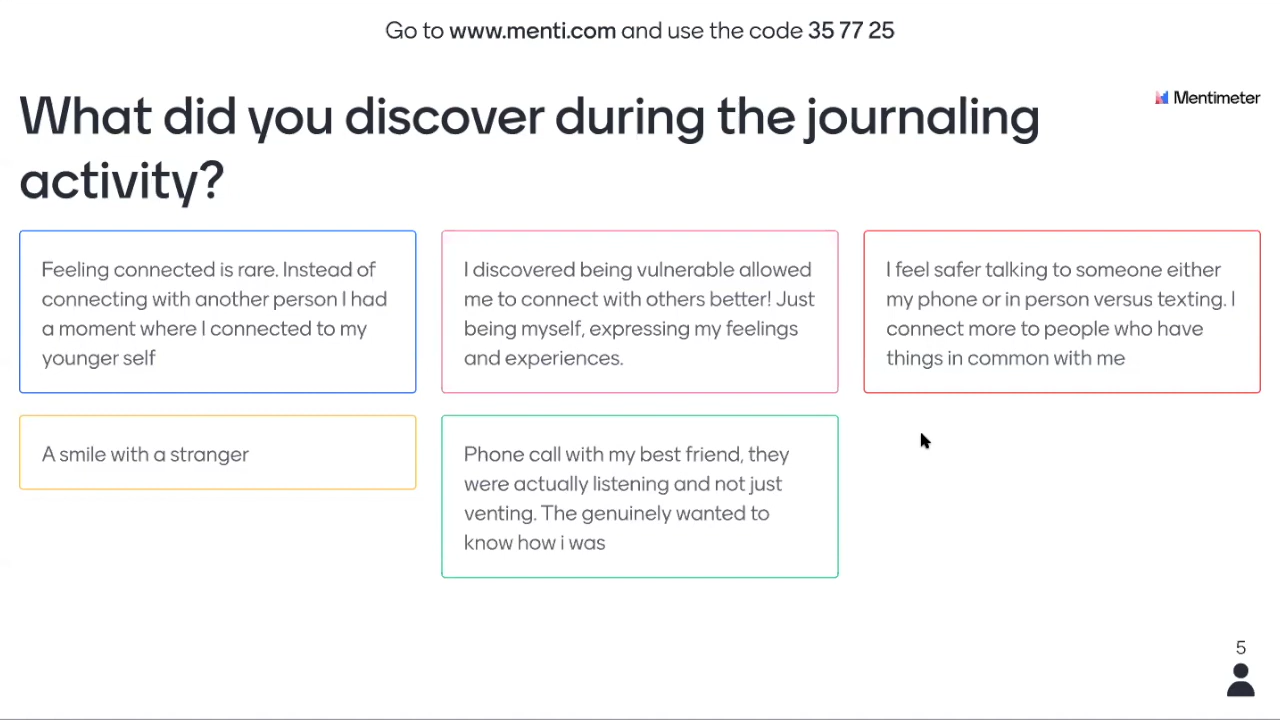 Go to www.menti.com and use the code 35 77 25
Mentimeter
What did you discover during the journaling
activity?
Feeling connected is rare. Instead of
connecting with another person I had
a moment where I connected to my
younger self
I discovered being vulnerable allowed
me to connect with others better! Just
being myself, expressing my feelings
and experiences.
I feel safer talking to someone either
my phone or in person versus texting. I
connect more to people who have
things in common with me
A smile with a stranger
Phone call with my best friend, they
were actually listening and not just
venting. The genuinely wanted to
know how i was
5